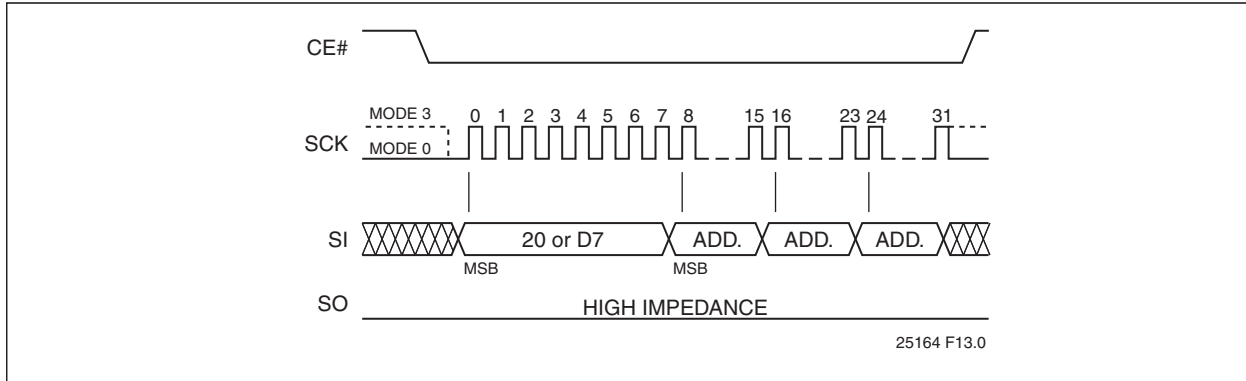 CE#
MODE 3
0 1 2 3 4 5 6 7 8 15 16 23 24 31
SCK
MODE 0
SI
20 or D7 ADD. ADD. ADD.
MSB MSB
SO
HIGH IMPEDANCE
25164 F13.0